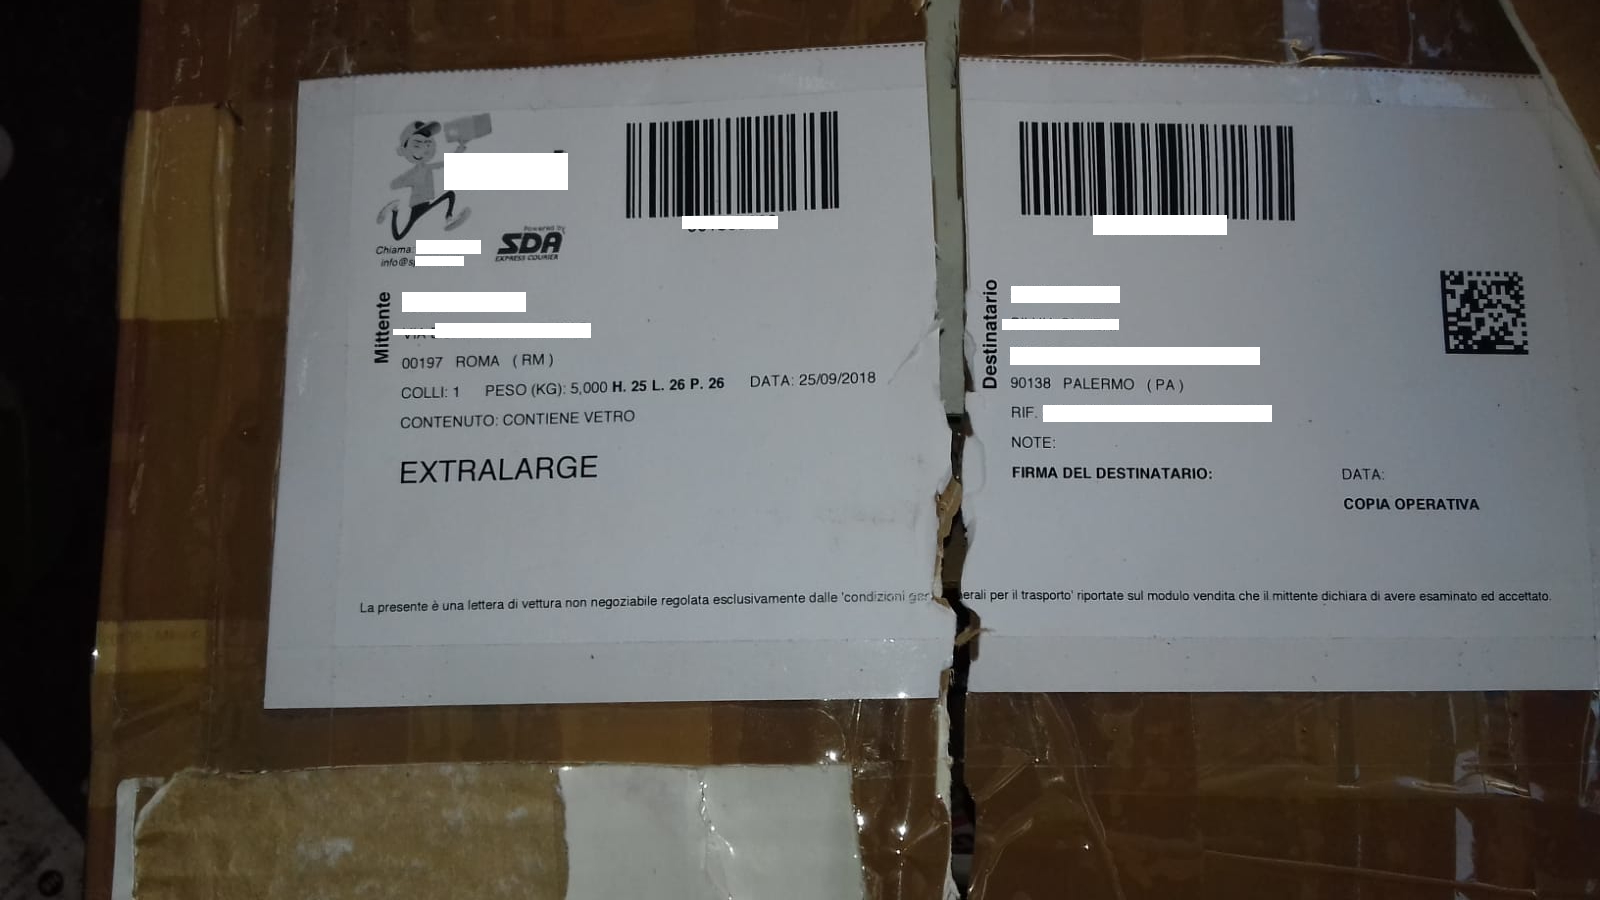 Powered by
SDA
EXPRESS COURIER
Chiama:
info@s
Mittente
00197 ROMA ( RM )
COLLI: 1 PESO (KG): 5,000 H. 25 L. 26 P. 26 DATA: 25/09/2018
CONTENUTO: CONTIENE VETRO
EXTRALARGE
Destinatario
90138 PALERMO ( PA )
RIF.
NOTE:
FIRMA DEL DESTINATARIO: DATA:
COPIA OPERATIVA
La presente è una lettera di vettura non negoziabile regolata esclusivamente dalle 'condizioni ge erali per il trasporto' riportate sul modulo vendita che il mittente dichiara di avere esaminato ed accettato.